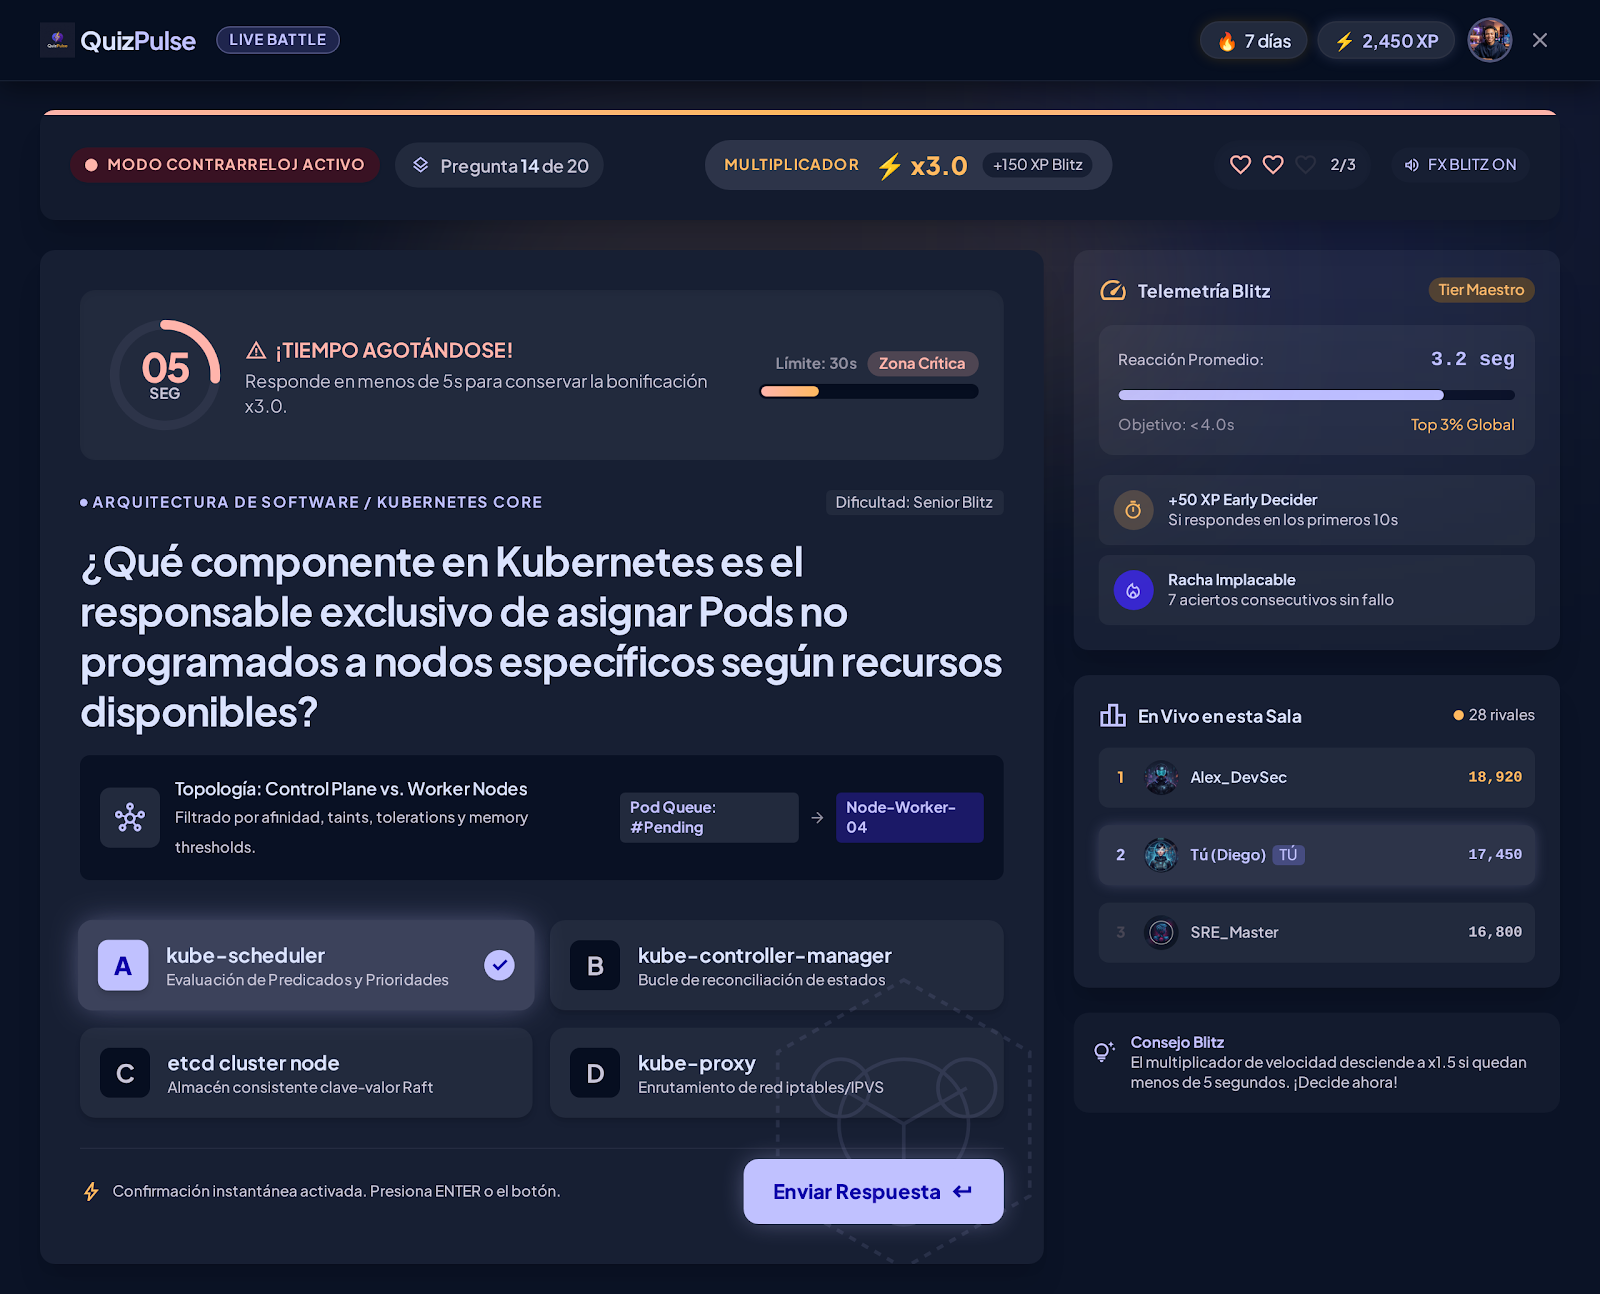 QuizPulse
QuizPulse
LIVE BATTLE
7 días
2,450 XP
MODO CONTRARRELOJ ACTIVO
Pregunta 14 de 20
MULTIPLICADOR
x3.0
+150 XP Blitz
2/3
FX BLITZ ON
05
SEG
¡TIEMPO AGOTÁNDOSE!
Responde en menos de 5s para conservar la bonificación
x3.0.
Límite: 30s
Zona Crítica
ARQUITECTURA DE SOFTWARE / KUBERNETES CORE
Dificultad: Senior Blitz
¿Qué componente en Kubernetes es el
responsable exclusivo de asignar Pods no
programados a nodos específicos según recursos
disponibles?
Topología: Control Plane vs. Worker Nodes
Filtrado por afinidad, taints, tolerations y memory
thresholds.
Pod Queue:
#Pending
→
Node-Worker-
04
A
kube-scheduler
Evaluación de Predicados y Prioridades
B
kube-controller-manager
Bucle de reconciliación de estados
C
etcd cluster node
Almacén consistente clave-valor Raft
D
kube-proxy
Enrutamiento de red iptables/IPVS
Confirmación instantánea activada. Presiona ENTER o el botón.
Enviar Respuesta
Telemetría Blitz
Tier Maestro
Reacción Promedio:
3.2 seg
Objetivo: <4.0s
Top 3% Global
+50 XP Early Decider
Si respondes en los primeros 10s
Racha Implacable
7 aciertos consecutivos sin fallo
En Vivo en esta Sala
28 rivales
1
Alex_DevSec
18,920
2
Tú (Diego)
TÚ
17,450
3
SRE_Master
16,800
Consejo Blitz
El multiplicador de velocidad desciende a x1.5 si quedan
menos de 5 segundos. ¡Decide ahora!